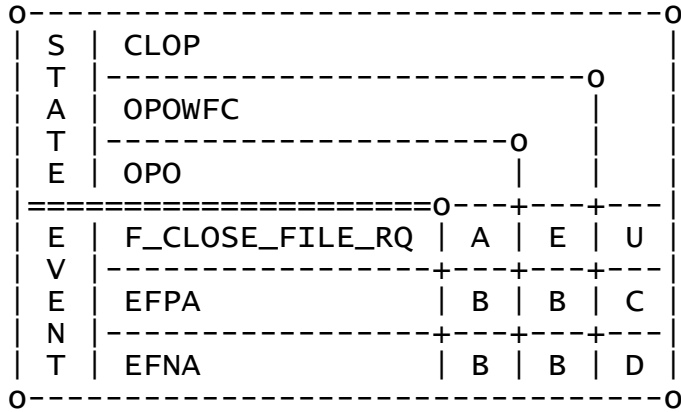 S CLOP
T
A OPOWFC
T
E OPO
E F_CLOSE_FILE_RQ A E U
V
E EFPA B B C
N
T EFNA B B D